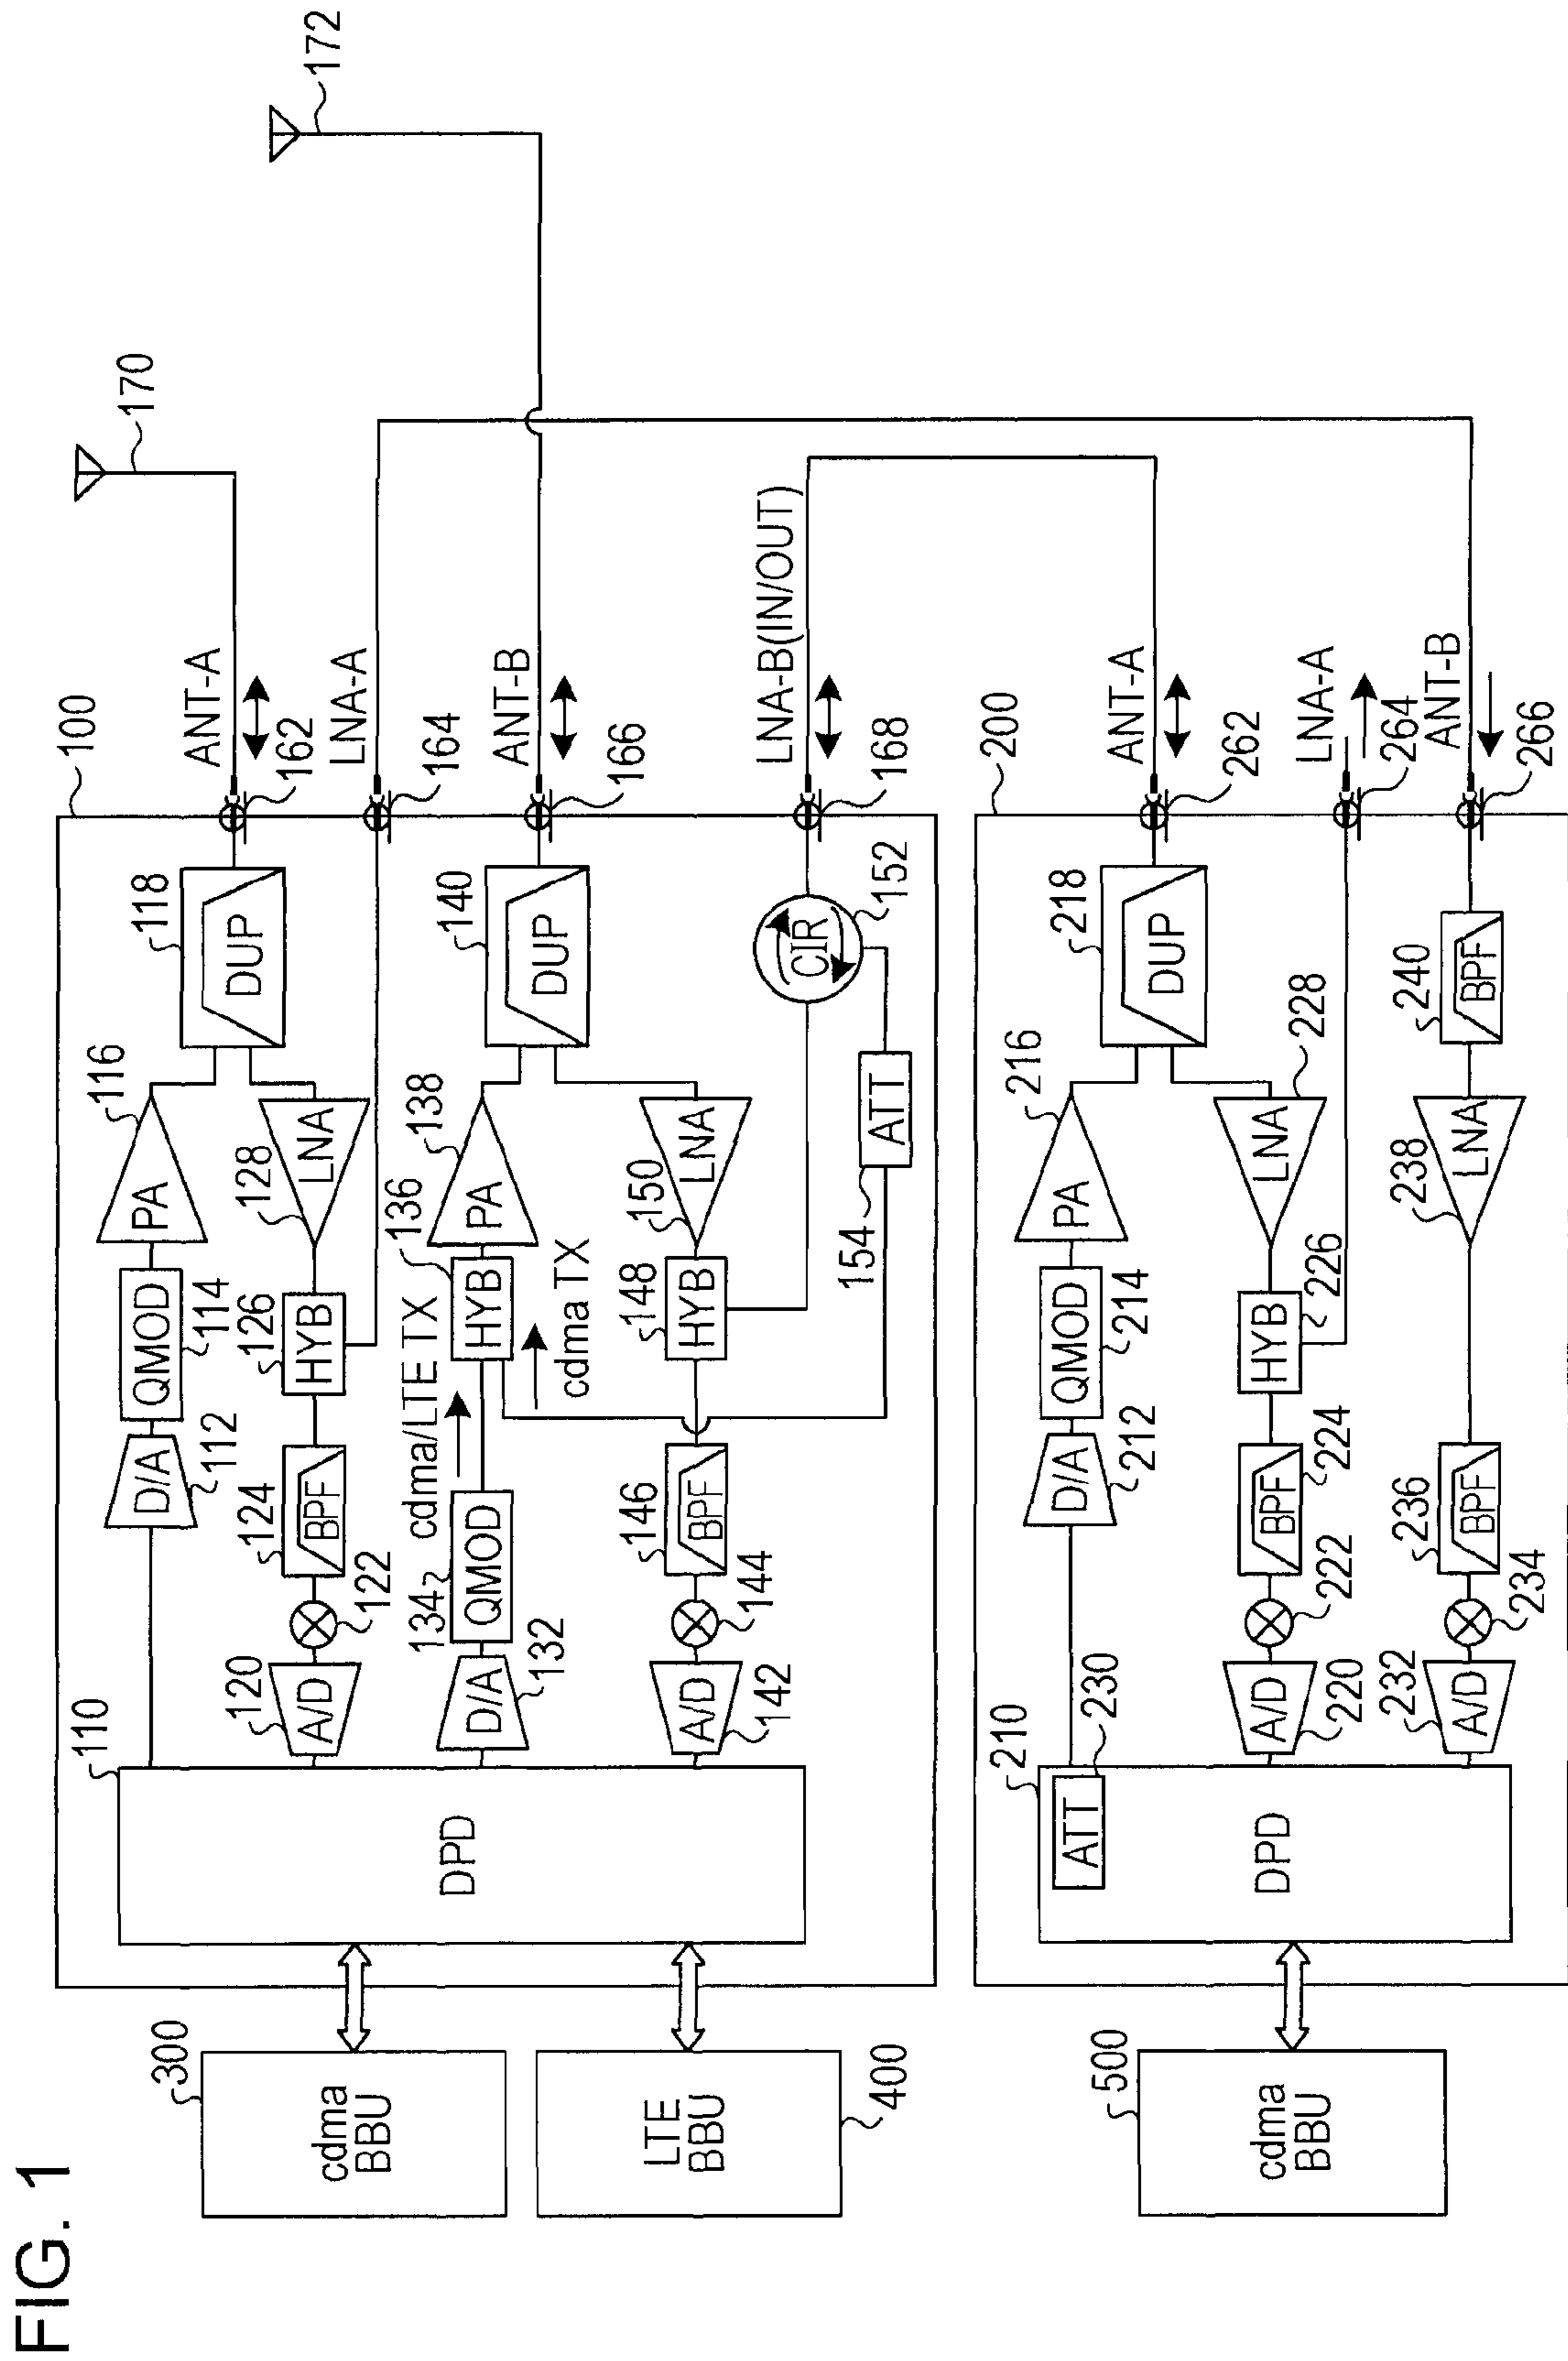 FIG. 1
300
cdma
BBU
LTE
BBU
400
500
cdma
BBU
100
110
DPD
D/A
112
QMOD
114
PA
116
DUP
118
A/D
120
122
BPF
124
HYB
126
LNA
128
D/A
132
QMOD
134
cdma/LTE TX
HYB
136
cdma TX
PA
138
DUP
140
A/D
142
144
BPF
146
HYB
148
LNA
150
CIR
152
ATT
154
ANT-A
162
LNA-A
164
ANT-B
166
LNA-B(IN/OUT)
168
170
172
200
210
ATT
230
DPD
D/A
212
QMOD
214
PA
216
DUP
218
A/D
220
222
BPF
224
HYB
226
LNA
228
A/D
232
234
BPF
236
LNA
238
BPF
240
ANT-A
262
LNA-A
264
ANT-B
266